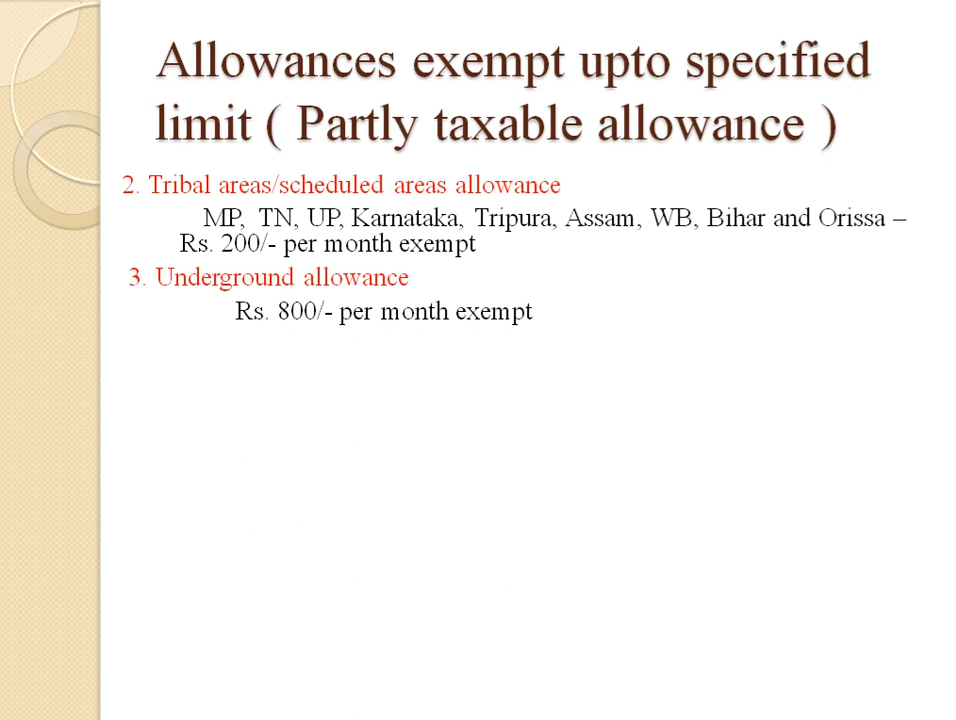 Allowances exempt upto specified
limit ( Partly taxable allowance )
2. Tribal areas/scheduled areas allowance
MP, TN, UP, Karnataka, Tripura, Assam, WB, Bihar and Orissa –
Rs. 200/- per month exempt
3. Underground allowance
Rs. 800/- per month exempt